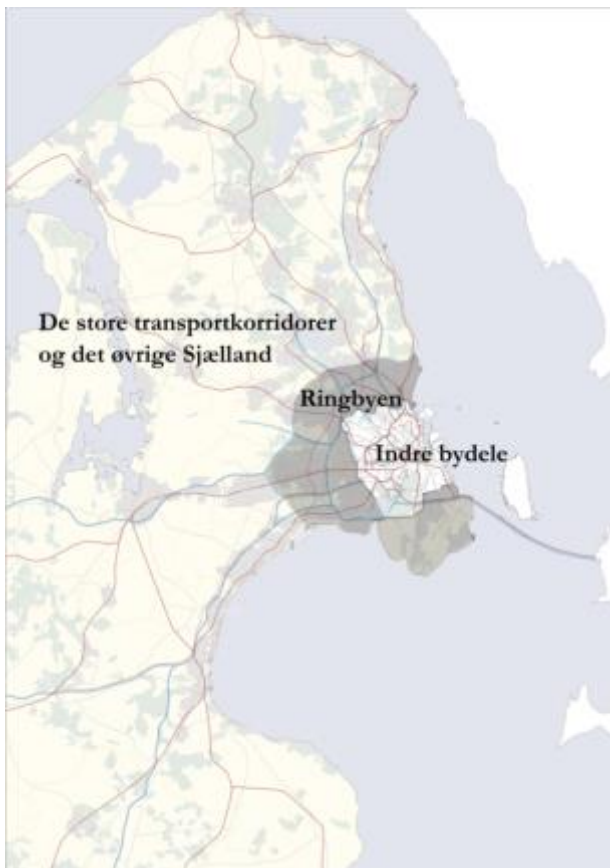 De store transportkorridorer
og det øvrige Sjælland
Ringbyen
Indre bydele